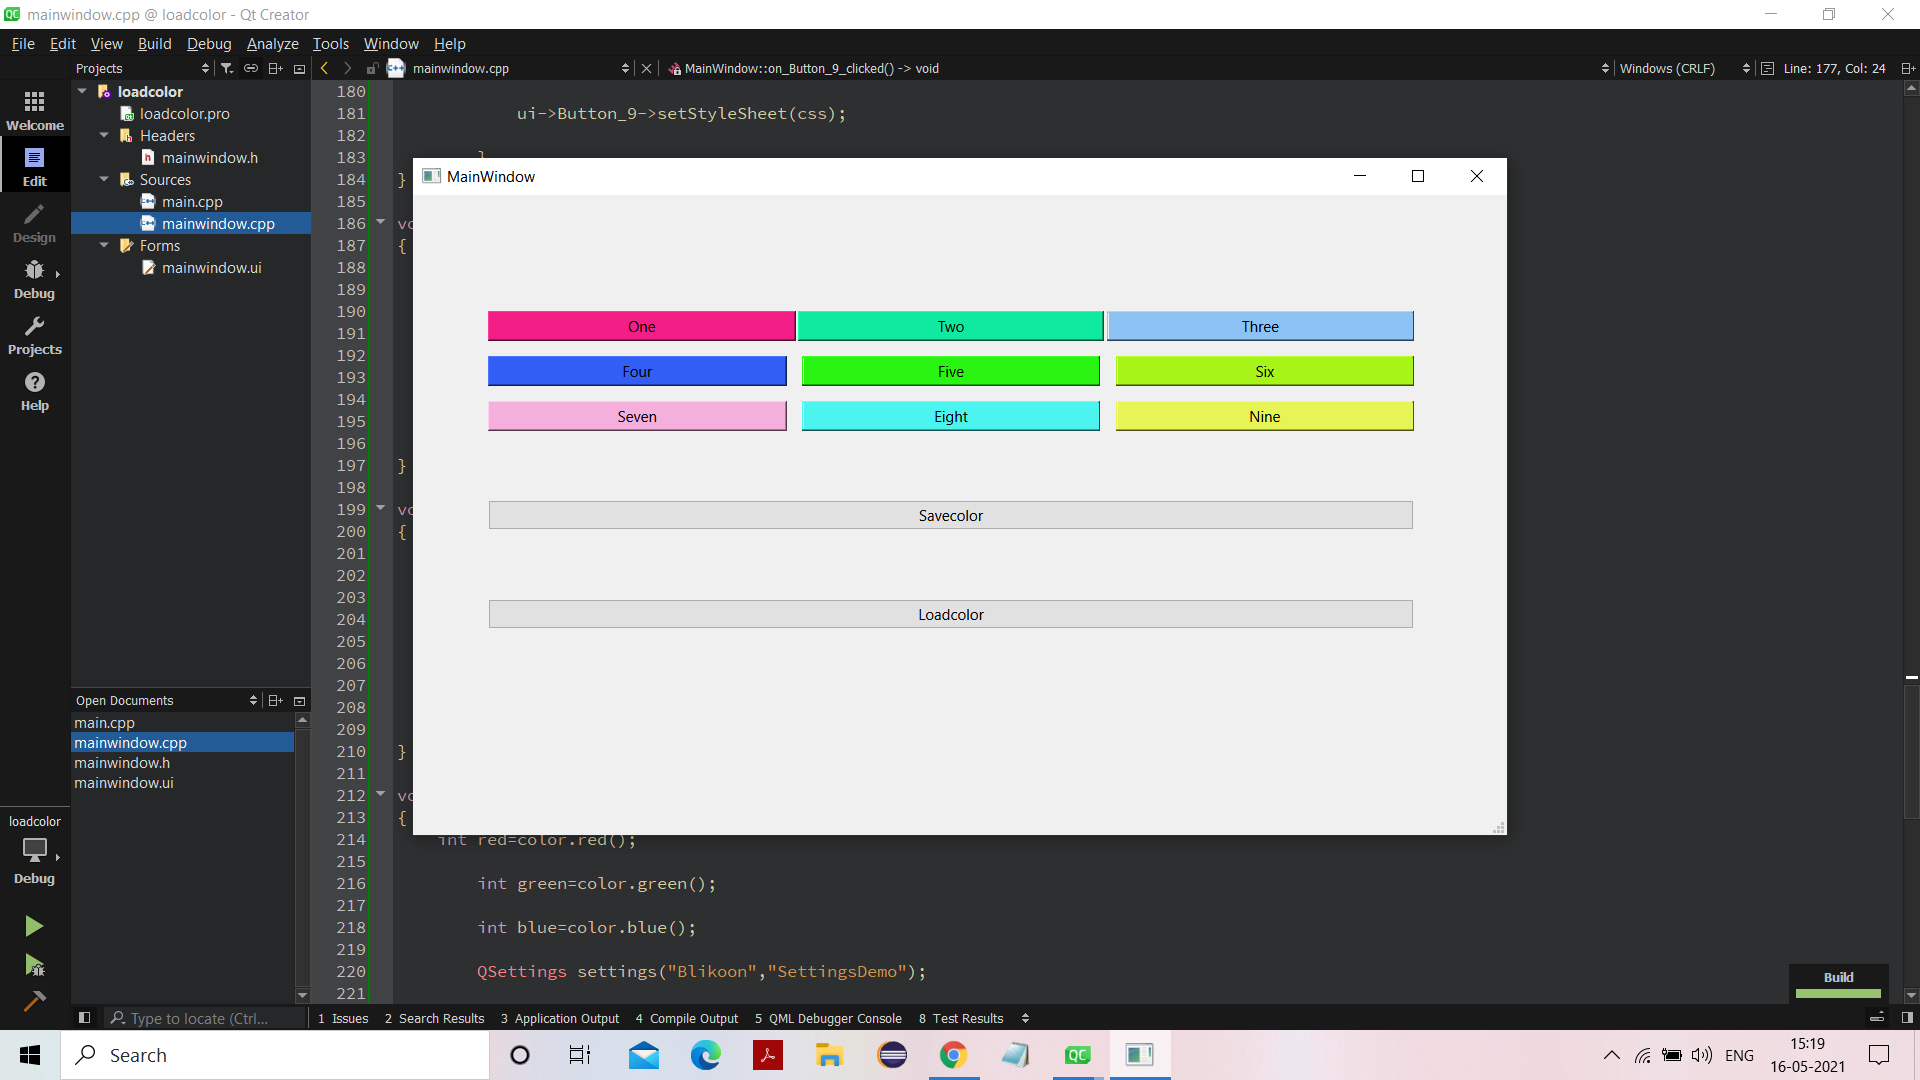 mainwindow.cpp @ loadcolor - Qt Creator
File Edit View Build Debug Analyze Tools Window Help
Projects
mainwindow.cpp
MainWindow::on_Button_9_clicked() -> void
Windows (CRLF)
Line: 177, Col: 24
Welcome
Edit
Design
Debug
Projects
Help
loadcolor
loadcolor.pro
Headers
mainwindow.h
Sources
main.cpp
mainwindow.cpp
Forms
mainwindow.ui
Open Documents
main.cpp
mainwindow.cpp
mainwindow.h
mainwindow.ui
loadcolor
Debug
180
181 ui->Button_9->setStyleSheet(css);
182
183 }
184 }
185
186 vo
187 {
188
189
190
191
192
193
194
195
196
197 }
198
199 vo
200 {
201
202
203
204
205
206
207
208
209
210 }
211
212 vo
213 {
214 int red=color.red();
215
216 int green=color.green();
217
218 int blue=color.blue();
219
220 QSettings settings("Blikoon","SettingsDemo");
221
MainWindow
One Two Three
Four Five Six
Seven Eight Nine
Savecolor
Loadcolor
Build
Type to locate (Ctrl...
1 Issues 2 Search Results 3 Application Output 4 Compile Output 5 QML Debugger Console 8 Test Results
Search
ENG
15:19
16-05-2021